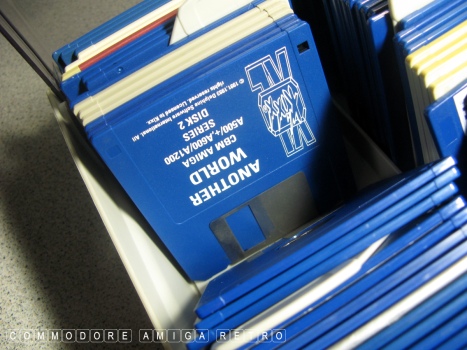 ANOTHER
WORLD
CBM AMIGA
A500/+,A600/A1200
SERIES
DISK 2
© 1991,1992 Delphine Software International. All
rights reserved. Licensed to Kixx.
COMMODORE AMIGA RETRO